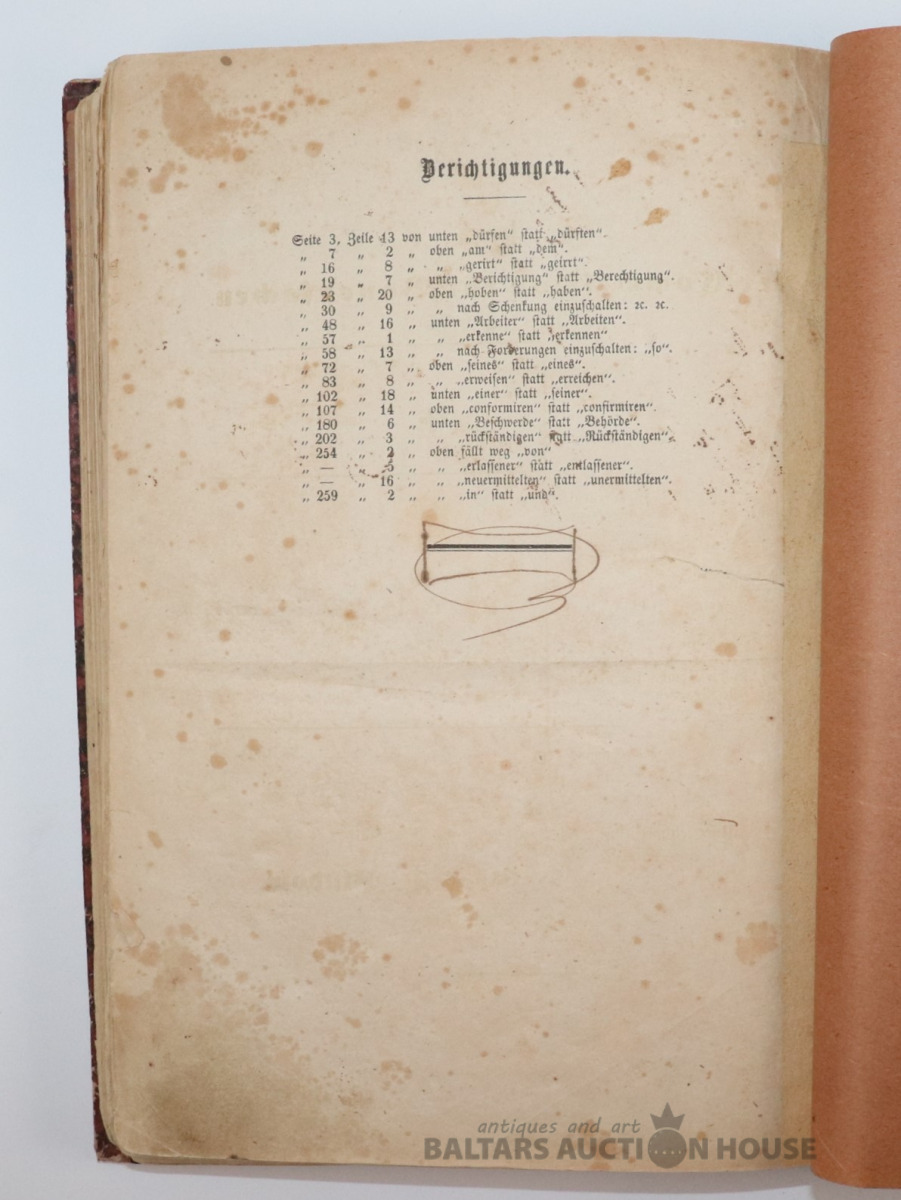 Berichtigungen.
Seite 3, Zeile 13 von unten „dürfen“ statt „dürften“.
„ 7 „ 2 „ oben „am“ statt „dem“.
„ 16 „ 8 „ „ „gerirt“ statt „geirrt“.
„ 19 „ 7 „ unten „Berichtigung“ statt „Berechtigung“.
„ 23 „ 20 „ oben „hoben“ statt „haben“.
„ 30 „ 9 „ „ nach Schenkung einzuschalten: ꝛc. ꝛc.
„ 48 „ 16 „ unten „Arbeiter“ statt „Arbeiten“.
„ 57 „ 1 „ „ „erkenne“ statt „erkennen“
„ 58 „ 13 „ „ nach Forderungen einzuschalten: „so“.
„ 72 „ 7 „ oben „seines“ statt „eines“.
„ 83 „ 8 „ „ „erweisen“ statt „erreichen“.
„ 102 „ 18 „ unten „einer“ statt „seiner“.
„ 107 „ 14 „ oben „conformiren“ statt „confirmiren“.
„ 180 „ 6 „ unten „Beschwerde“ statt „Behörde“.
„ 202 „ 3 „ „ „rückständigen“ statt „Rückständigen“.
„ 254 „ 2 „ oben fällt weg „von“
„ — „ 5 „ „ „erlassener“ statt „entlassener“.
„ — „ 16 „ „ „neuermittelten“ statt „unermittelten“.
„ 259 „ 2 „ „ „in“ statt „und“.
antiques and art
BALTARS AUCTION HOUSE